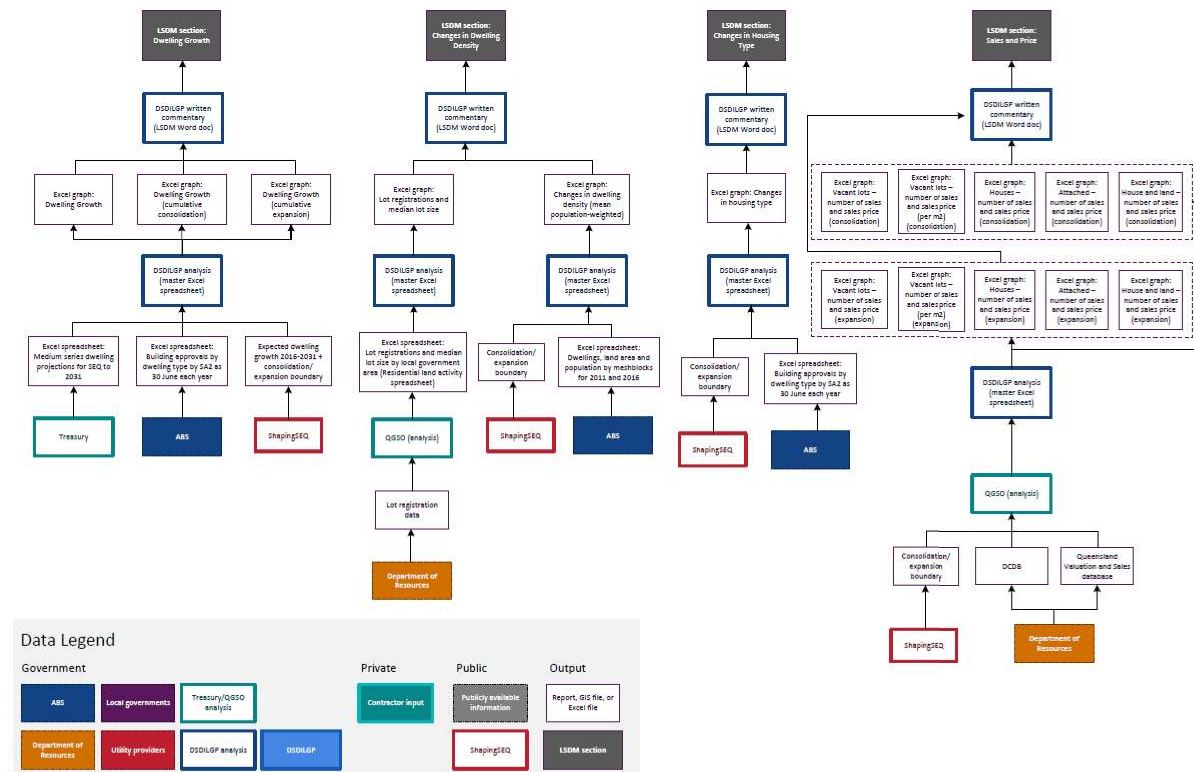 LSDM section:
Dwelling Growth
DSDILGP written
commentary
(LSDM Word doc)
Excel graph:
Dwelling Growth
Excel graph:
Dwelling Growth
(cumulative
consolidation)
Excel graph:
Dwelling Growth
(cumulative
expansion)
DSDILGP analysis
(master Excel
spreadsheet)
Excel spreadsheet:
Medium series dwelling
projections for SEQ to
2031
Excel spreadsheet:
Building approvals by
dwelling type by SA2 as
30 June each year
Expected dwelling
growth 2016-2031 +
consolidation/
expansion boundary
Treasury
ABS
ShapingSEQ
LSDM section:
Changes in Dwelling
Density
DSDILGP written
commentary
(LSDM Word doc)
Excel graph:
Lot registrations and
median lot size
Excel graph:
Changes in dwelling
density (mean
population-weighted)
DSDILGP analysis
(master Excel
spreadsheet)
DSDILGP analysis
(master Excel
spreadsheet)
Excel spreadsheet:
Lot registrations and median
lot size by local government
area (Residential land activity
spreadsheet)
Consolidation/
expansion
boundary
Excel spreadsheet:
Dwellings, land area and
population by meshblocks
for 2011 and 2016
QGSO (analysis)
ShapingSEQ
ABS
Lot registration
data
Department of
Resources
LSDM section:
Changes in Housing
Type
DSDILGP written
commentary
(LSDM Word doc)
Excel graph: Changes
in housing type
DSDILGP analysis
(master Excel
spreadsheet)
Consolidation/
expansion
boundary
Excel spreadsheet:
Building approvals by
dwelling type by SA2 as
30 June each year
ShapingSEQ
ABS
LSDM section:
Sales and Price
DSDILGP written
commentary
(LSDM Word doc)
Excel graph:
Vacant lots –
number of sales
and sales price
(consolidation)
Excel graph:
Vacant lots –
number of sales
and sales price
(per m2)
(consolidation)
Excel graph:
Houses –
number of sales
and sales price
(consolidation)
Excel graph:
Attached –
number of sales
and sales price
(consolidation)
Excel graph:
House and land –
number of sales
and sales price
(consolidation)
Excel graph:
Vacant lots –
number of sales
and sales price
(expansion)
Excel graph:
Vacant lots –
number of sales
and sales price
(per m2)
(expansion)
Excel graph:
Houses –
number of sales
and sales price
(expansion)
Excel graph:
Attached –
number of sales
and sales price
(expansion)
Excel graph:
House and land –
number of sales
and sales price
(expansion)
DSDILGP analysis
(master Excel
spreadsheet)
QGSO (analysis)
Consolidation/
expansion
boundary
DCDB
Queensland
Valuation and Sales
database
ShapingSEQ
Department of
Resources
Data Legend
Government
Private
Public
Output
ABS
Local governments
Treasury/QGSO
analysis
Contractor input
Publicly available
information
Report, GIS file, or
Excel file
Department of
Resources
Utility providers
DSDILGP analysis
DSDILGP
ShapingSEQ
LSDM section